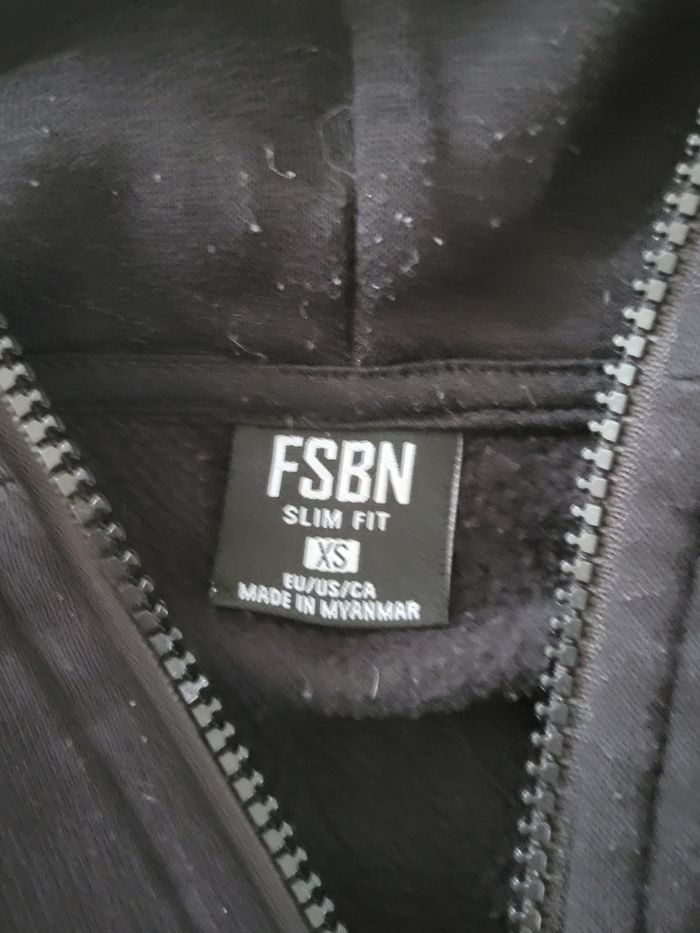 FSBN
SLIM FIT
XS
EU/US/CA
MADE IN MYANMAR